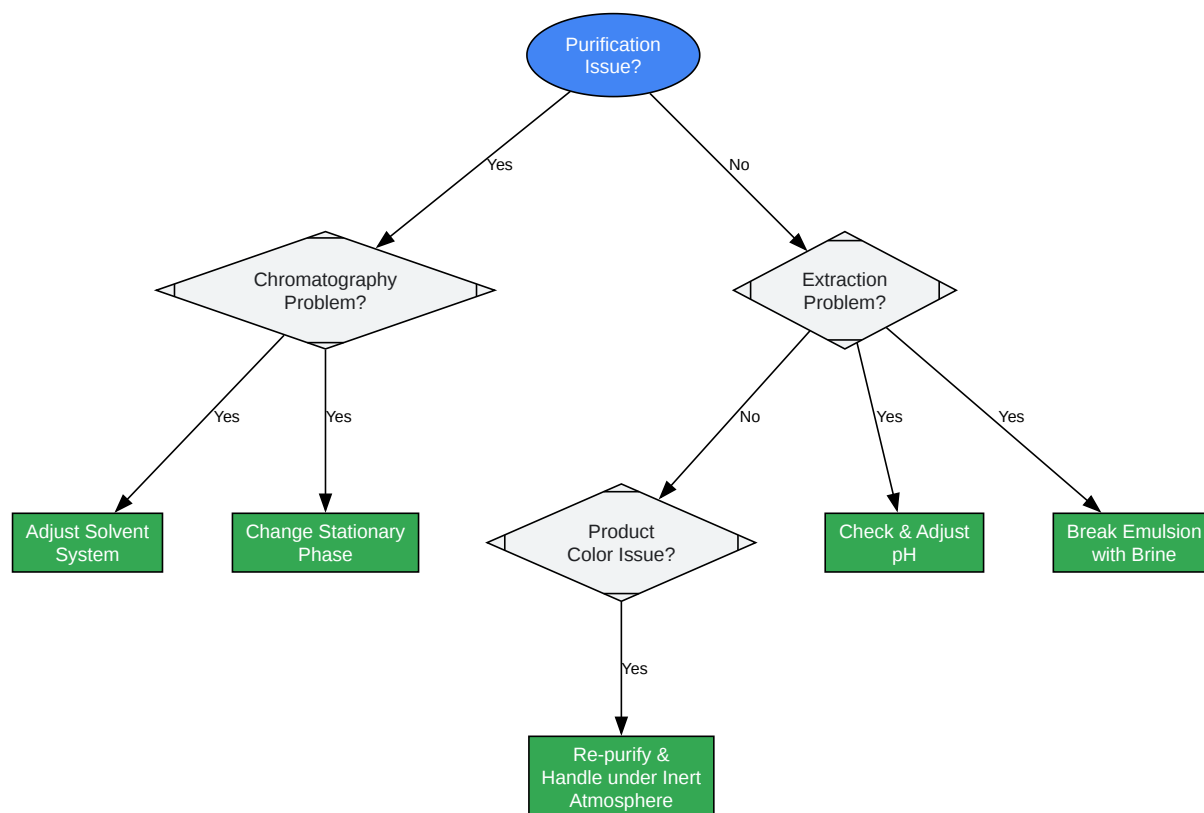 Purification
Issue?
Yes
No
Chromatography
Problem?
Extraction
Problem?
Yes
Yes
No
Yes
Yes
Adjust Solvent
System
Change Stationary
Phase
Product
Color Issue?
Check & Adjust
pH
Break Emulsion
with Brine
Yes
Re-purify &
Handle under Inert
Atmosphere